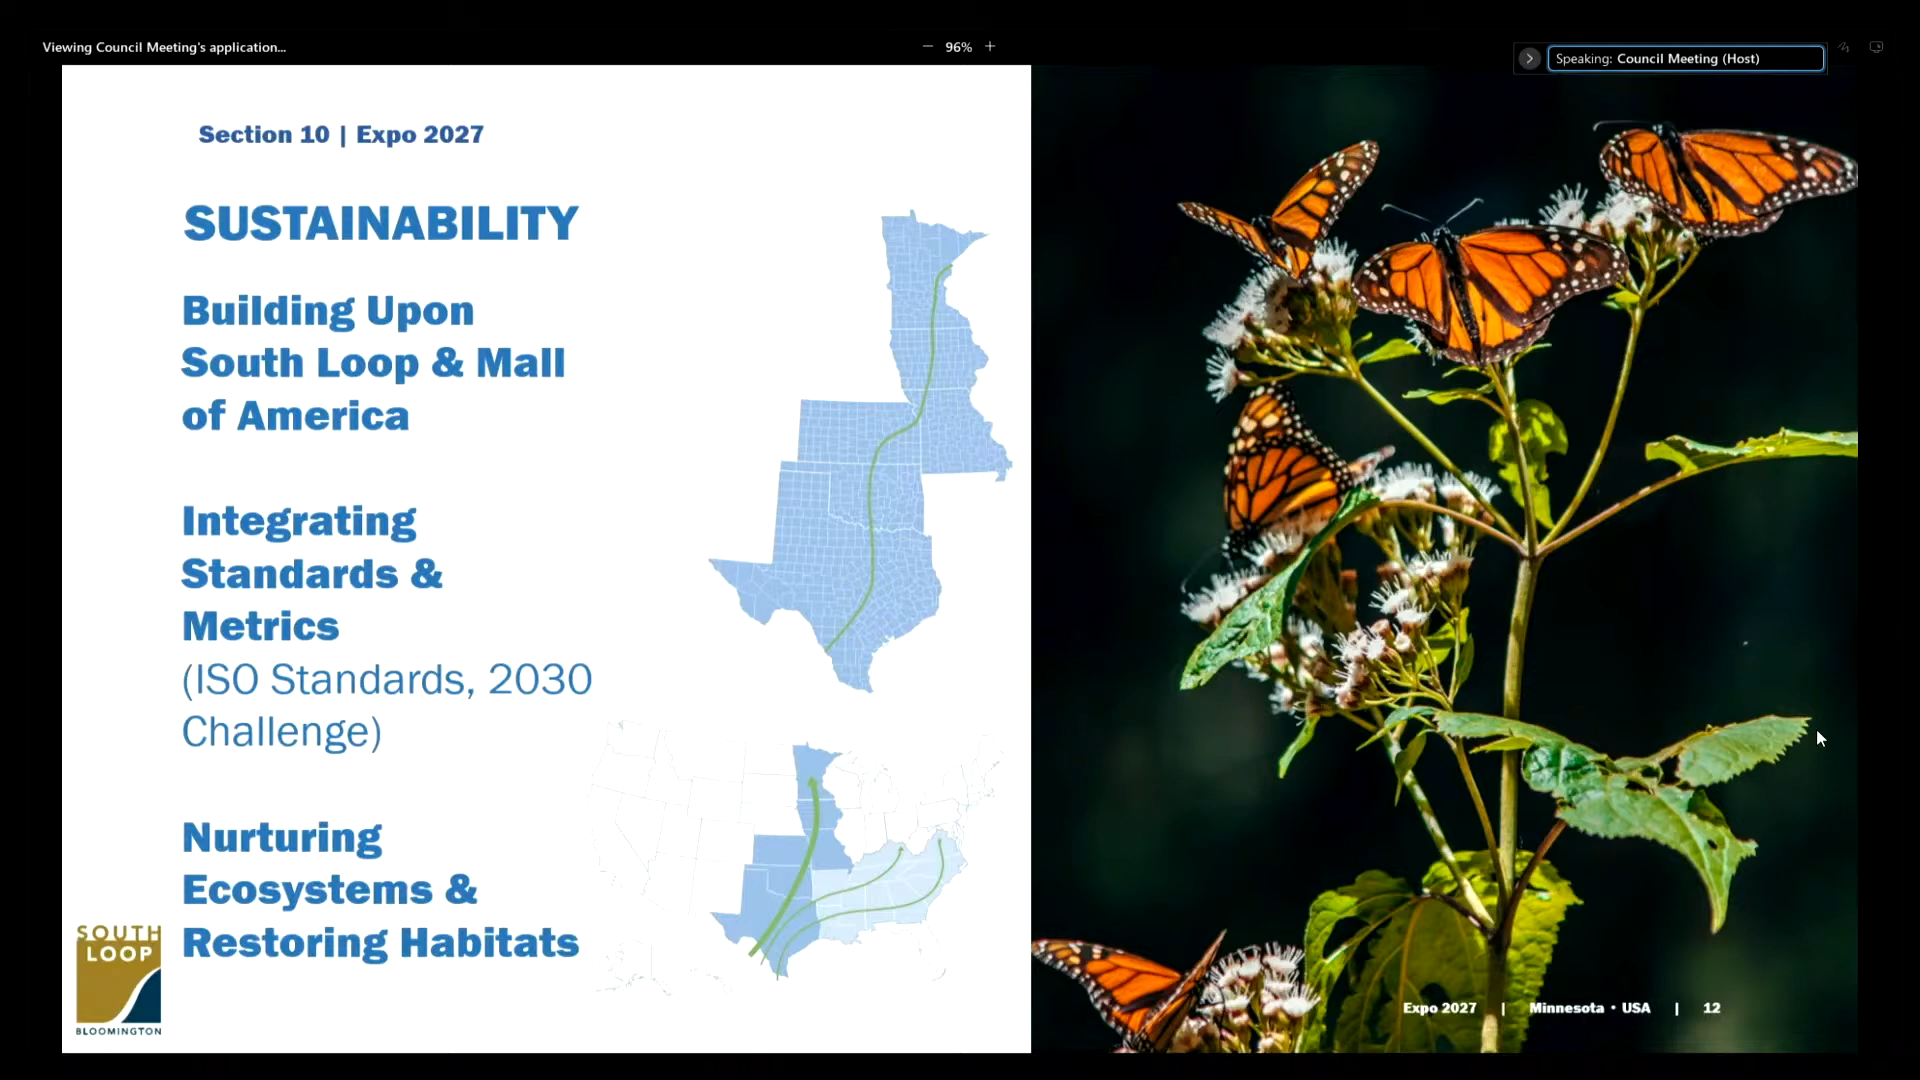 Viewing Council Meeting's application...
96%
Speaking: Council Meeting (Host)
Section 10 | Expo 2027
SUSTAINABILITY
Building Upon
South Loop & Mall
of America
Integrating
Standards &
Metrics
(ISO Standards, 2030
Challenge)
Nurturing
Ecosystems &
Restoring Habitats
SOUTH
LOOP
BLOOMINGTON
Expo 2027 | Minnesota • USA | 12